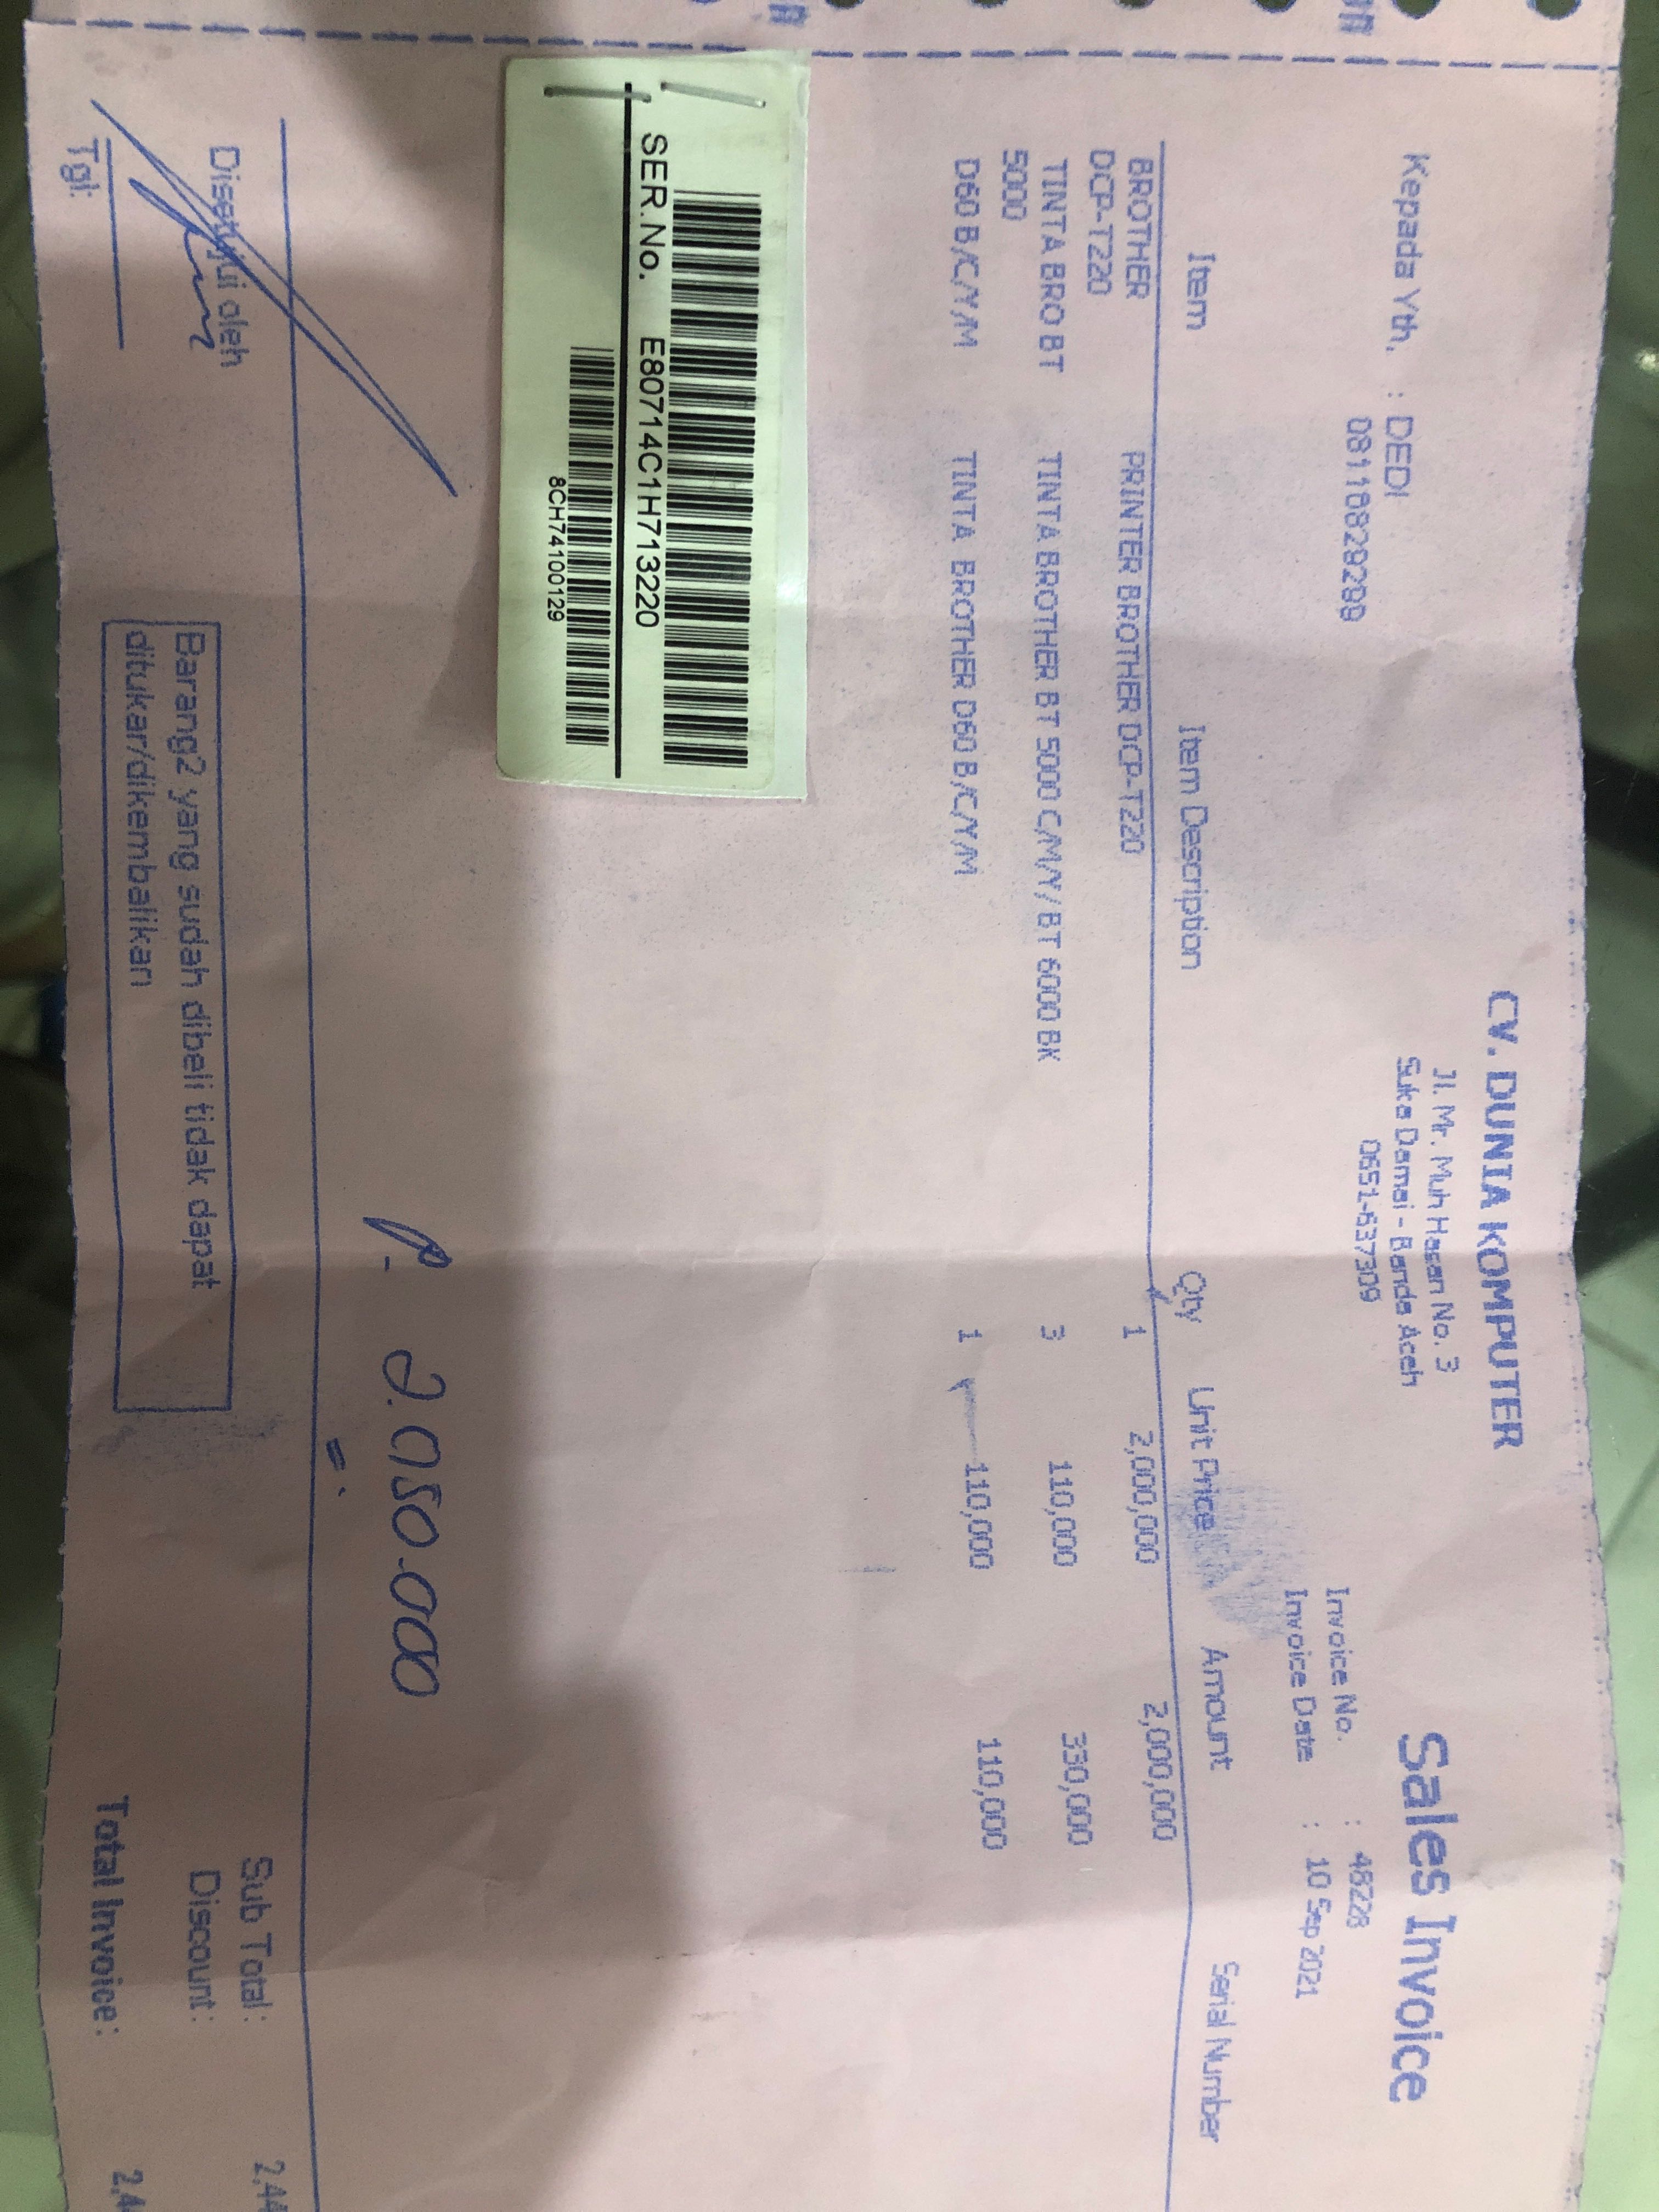 CV. DUNIA KOMPUTER
Jl. Mr. Muh Hasan No. 3
Suka Damai - Banda Aceh
0651-637309
Sales Invoice
Kepada Yth. : DEDI
Invoice No. : 48228
Invoice Date : 10 Sep 2021
Item Item Description Qty Unit Price Amount Serial Number
BROTHER PRINTER BROTHER DCP-T220 1 2,000,000 2,000,000
DCP-T220
TINTA BRO BT TINTA BROTHER BT 5000 C/M/Y/ BT 6000 BK 3 110,000 330,000
5000
D60 B/C/Y/M TINTA BROTHER D60 B/C/Y/M 1 110,000 110,000
SER.No. E80714C1H713220
8CH74100129
2.050.000
Disetujui oleh
Tgl:
Barang2 yang sudah dibeli tidak dapat
ditukar/dikembalikan
Sub Total : 2,44
Discount :
Total Invoice : 2,4